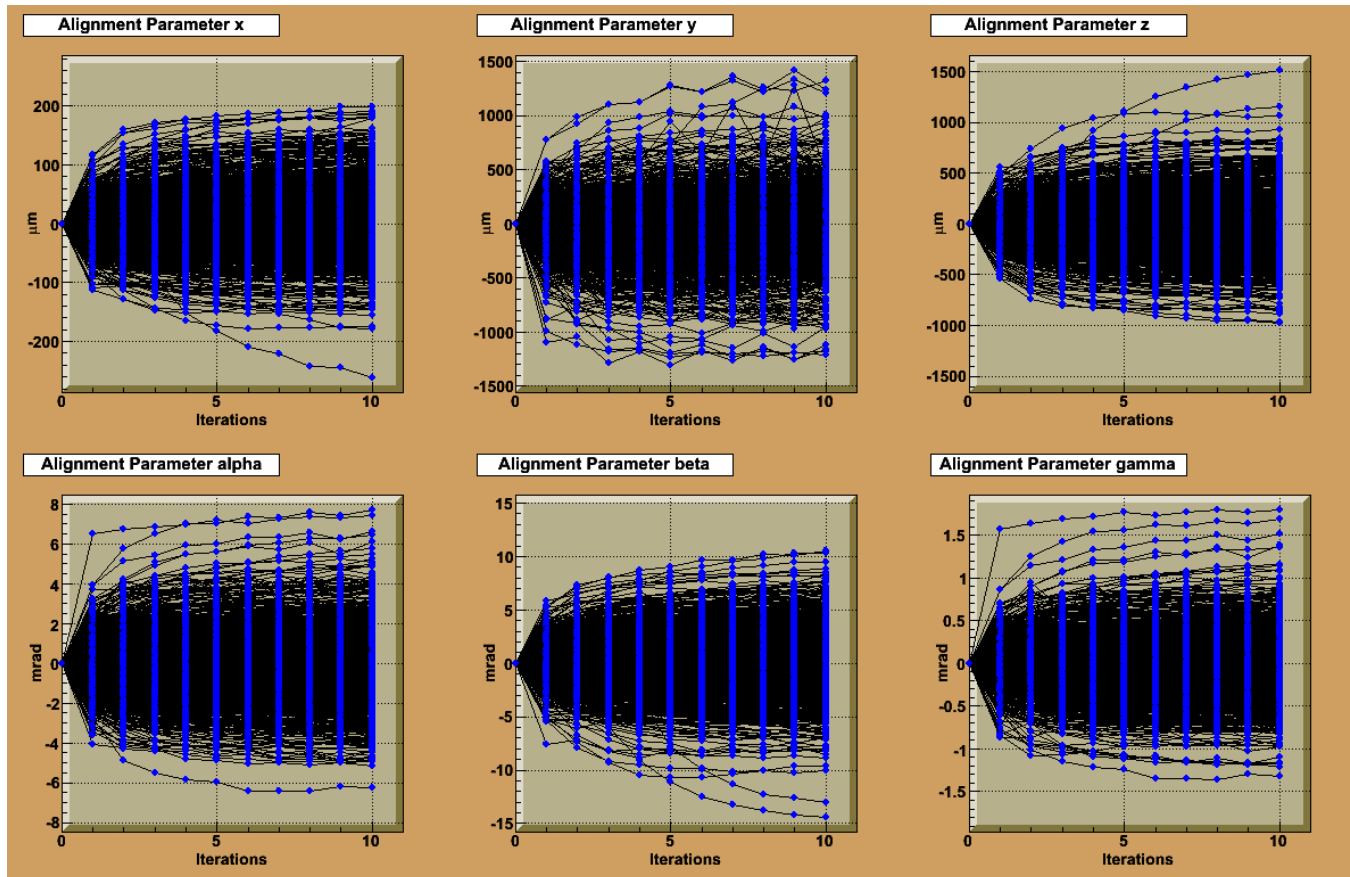 Alignment Parameter x
200
100
0
-100
-200
μm
0 5 10
Iterations
Alignment Parameter y
1500
1000
500
0
-500
-1000
-1500
μm
0 5 10
Iterations
Alignment Parameter z
1500
1000
500
0
-500
-1000
-1500
μm
0 5 10
Iterations
Alignment Parameter alpha
8
6
4
2
0
-2
-4
-6
-8
mrad
0 5 10
Iterations
Alignment Parameter beta
15
10
5
0
-5
-10
-15
mrad
0 5 10
Iterations
Alignment Parameter gamma
1.5
1
0.5
0
-0.5
-1
-1.5
mrad
0 5 10
Iterations